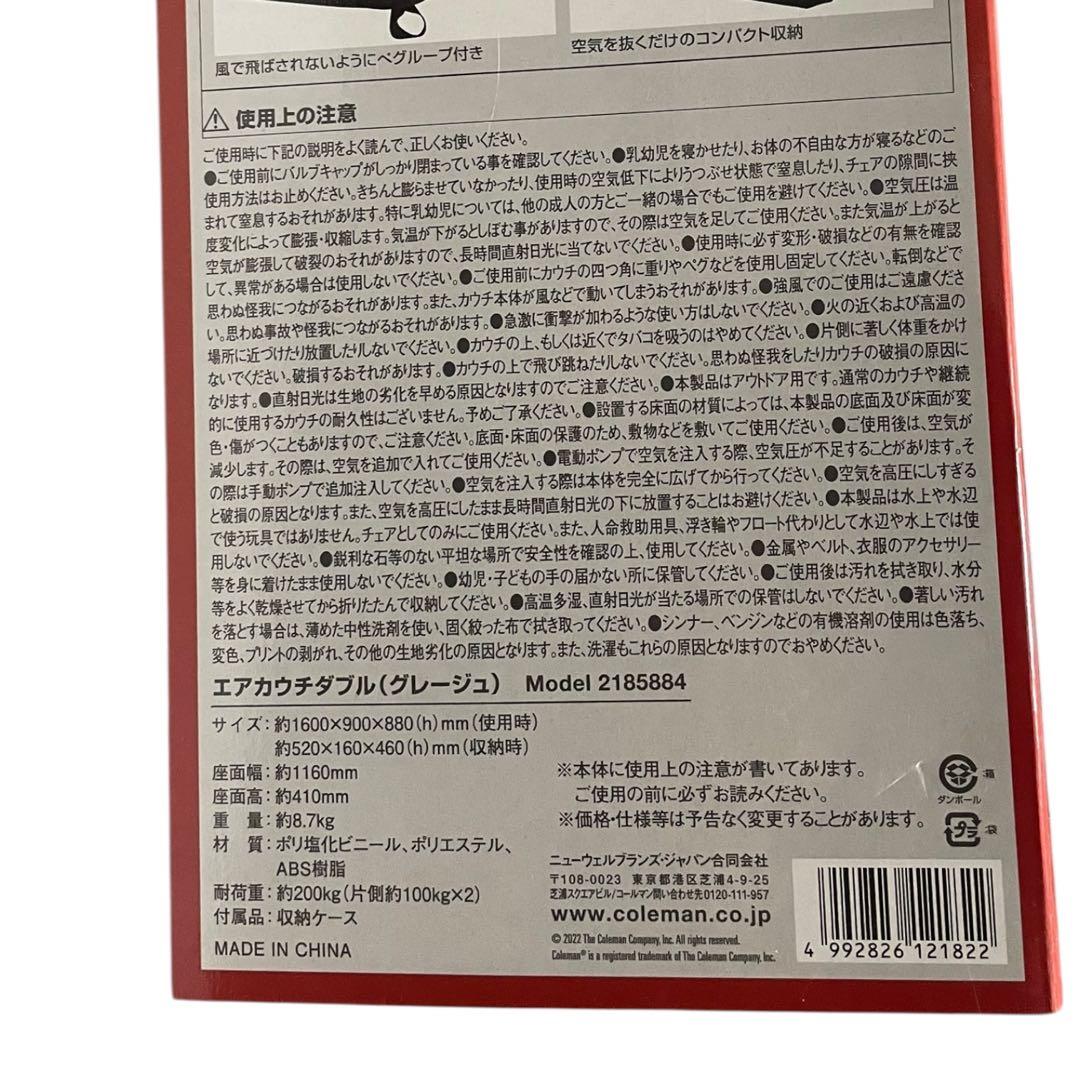 風で飛ばされないようにペグループ付き
空気を抜くだけのコンパクト収納
使用上の注意
ご使用時に下記の説明をよく読んで、正しくお使いください。
●ご使用前にバルブキャップがしっかり閉まっている事を確認してください。●乳幼児を寝かせたり、お体の不自由な方が寝るなどのご
使用方法はお止めください。きちんと膨らませていなかったり、使用時の空気低下によりうつぶせ状態で窒息したり、チェアの隙間に挟
まれて窒息するおそれがあります。特に乳幼児については、他の成人の方とご一緒の場合でもご使用を避けてください。●空気圧は温
度変化によって膨張・収縮します。気温が下がるとしぼむ事がありますので、その際は空気を足してご使用ください。また気温が上がると
空気が膨張して破裂のおそれがありますので、長時間直射日光に当てないでください。●使用時に必ず変形・破損などの有無を確認
して、異常がある場合は使用しないでください。●ご使用前にカウチの四つ角に重りやペグなどを使用し固定してください。転倒などで
思わぬ怪我につながるおそれがあります。また、カウチ本体が風などで動いてしまうおそれがあります。●強風でのご使用はご遠慮くださ
い。思わぬ事故や怪我につながるおそれがあります。●急激に衝撃が加わるような使い方はしないでください。●火の近くおよび高温の
場所に近づけたり放置したりしないでください。●カウチの上、もしくは近くでタバコを吸うのはやめてください。●片側に著しく体重をかけ
ないでください。破損するおそれがあります。●カウチの上で飛び跳ねたりしないでください。思わぬ怪我をしたりカウチの破損の原因に
なります。●直射日光は生地の劣化を早める原因となりますのでご注意ください。●本製品はアウトドア用です。通常のカウチや継続
的に使用するカウチの耐久性はございません。予めご了承ください。●設置する床面の材質によっては、本製品の底面及び床面が変
色・傷がつくこともありますので、ご注意ください。底面・床面の保護のため、敷物などを敷いてご使用ください。●ご使用後は、空気が
減少します。その際は、空気を追加で入れてご使用ください。●電動ポンプで空気を注入する際、空気圧が不足することがあります。そ
の際は手動ポンプで追加注入してください。●空気を注入する際は本体を完全に広げてから行ってください。●空気を高圧にしすぎる
と破損の原因となります。また、空気を高圧にしたまま長時間直射日光の下に放置することはお避けください。●本製品は水上や水辺
で使う玩具ではありません。チェアとしてのみにご使用ください。また、人命救助用具、浮き輪やフロート代わりとして水辺や水上では使
用しないでください。●鋭利な石等のない平坦な場所で安全性を確認の上、使用してください。●金属やベルト、衣服のアクセサリー
等を身に着けたまま使用しないでください。●幼児・子どもの手の届かない所に保管してください。●ご使用後は汚れを拭き取り、水分
等をよく乾燥させてから折りたたんで収納してください。●高温多湿、直射日光が当たる場所での保管はしないでください。●著しい汚れ
を落とす場合は、薄めた中性洗剤を使い、固く絞った布で拭き取ってください。●シンナー、ベンジンなどの有機溶剤の使用は色落ち、
変色、プリントの剥がれ、その他の生地劣化の原因となります。また、洗濯もこれらの原因となりますのでおやめください。
エアカウチダブル(グレージュ) Model 2185884
サイズ:約1600×900×880(h)mm(使用時)
約520×160×460(h)mm(収納時)
座面幅:約1160mm
座面高:約410mm
重 量:約8.7kg
材 質:ポリ塩化ビニール、ポリエステル、
ABS樹脂
耐荷重:約200kg(片側約100kg×2)
付属品:収納ケース
MADE IN CHINA
※本体に使用上の注意が書いてあります。
ご使用の前に必ずお読みください。
※価格・仕様等は予告なく変更することがあります。
ニューウェルブランズ・ジャパン合同会社
〒108-0023 東京都港区芝浦4-9-25
芝浦スクエアビル/コールマン問い合わせ先0120-111-957
www.coleman.co.jp
© 2022 The Coleman Company, Inc. All rights reserved.
Coleman® is a registered trademark of The Coleman Company, Inc.
:箱
ダンボール
プラ
:袋
4 992826 121822